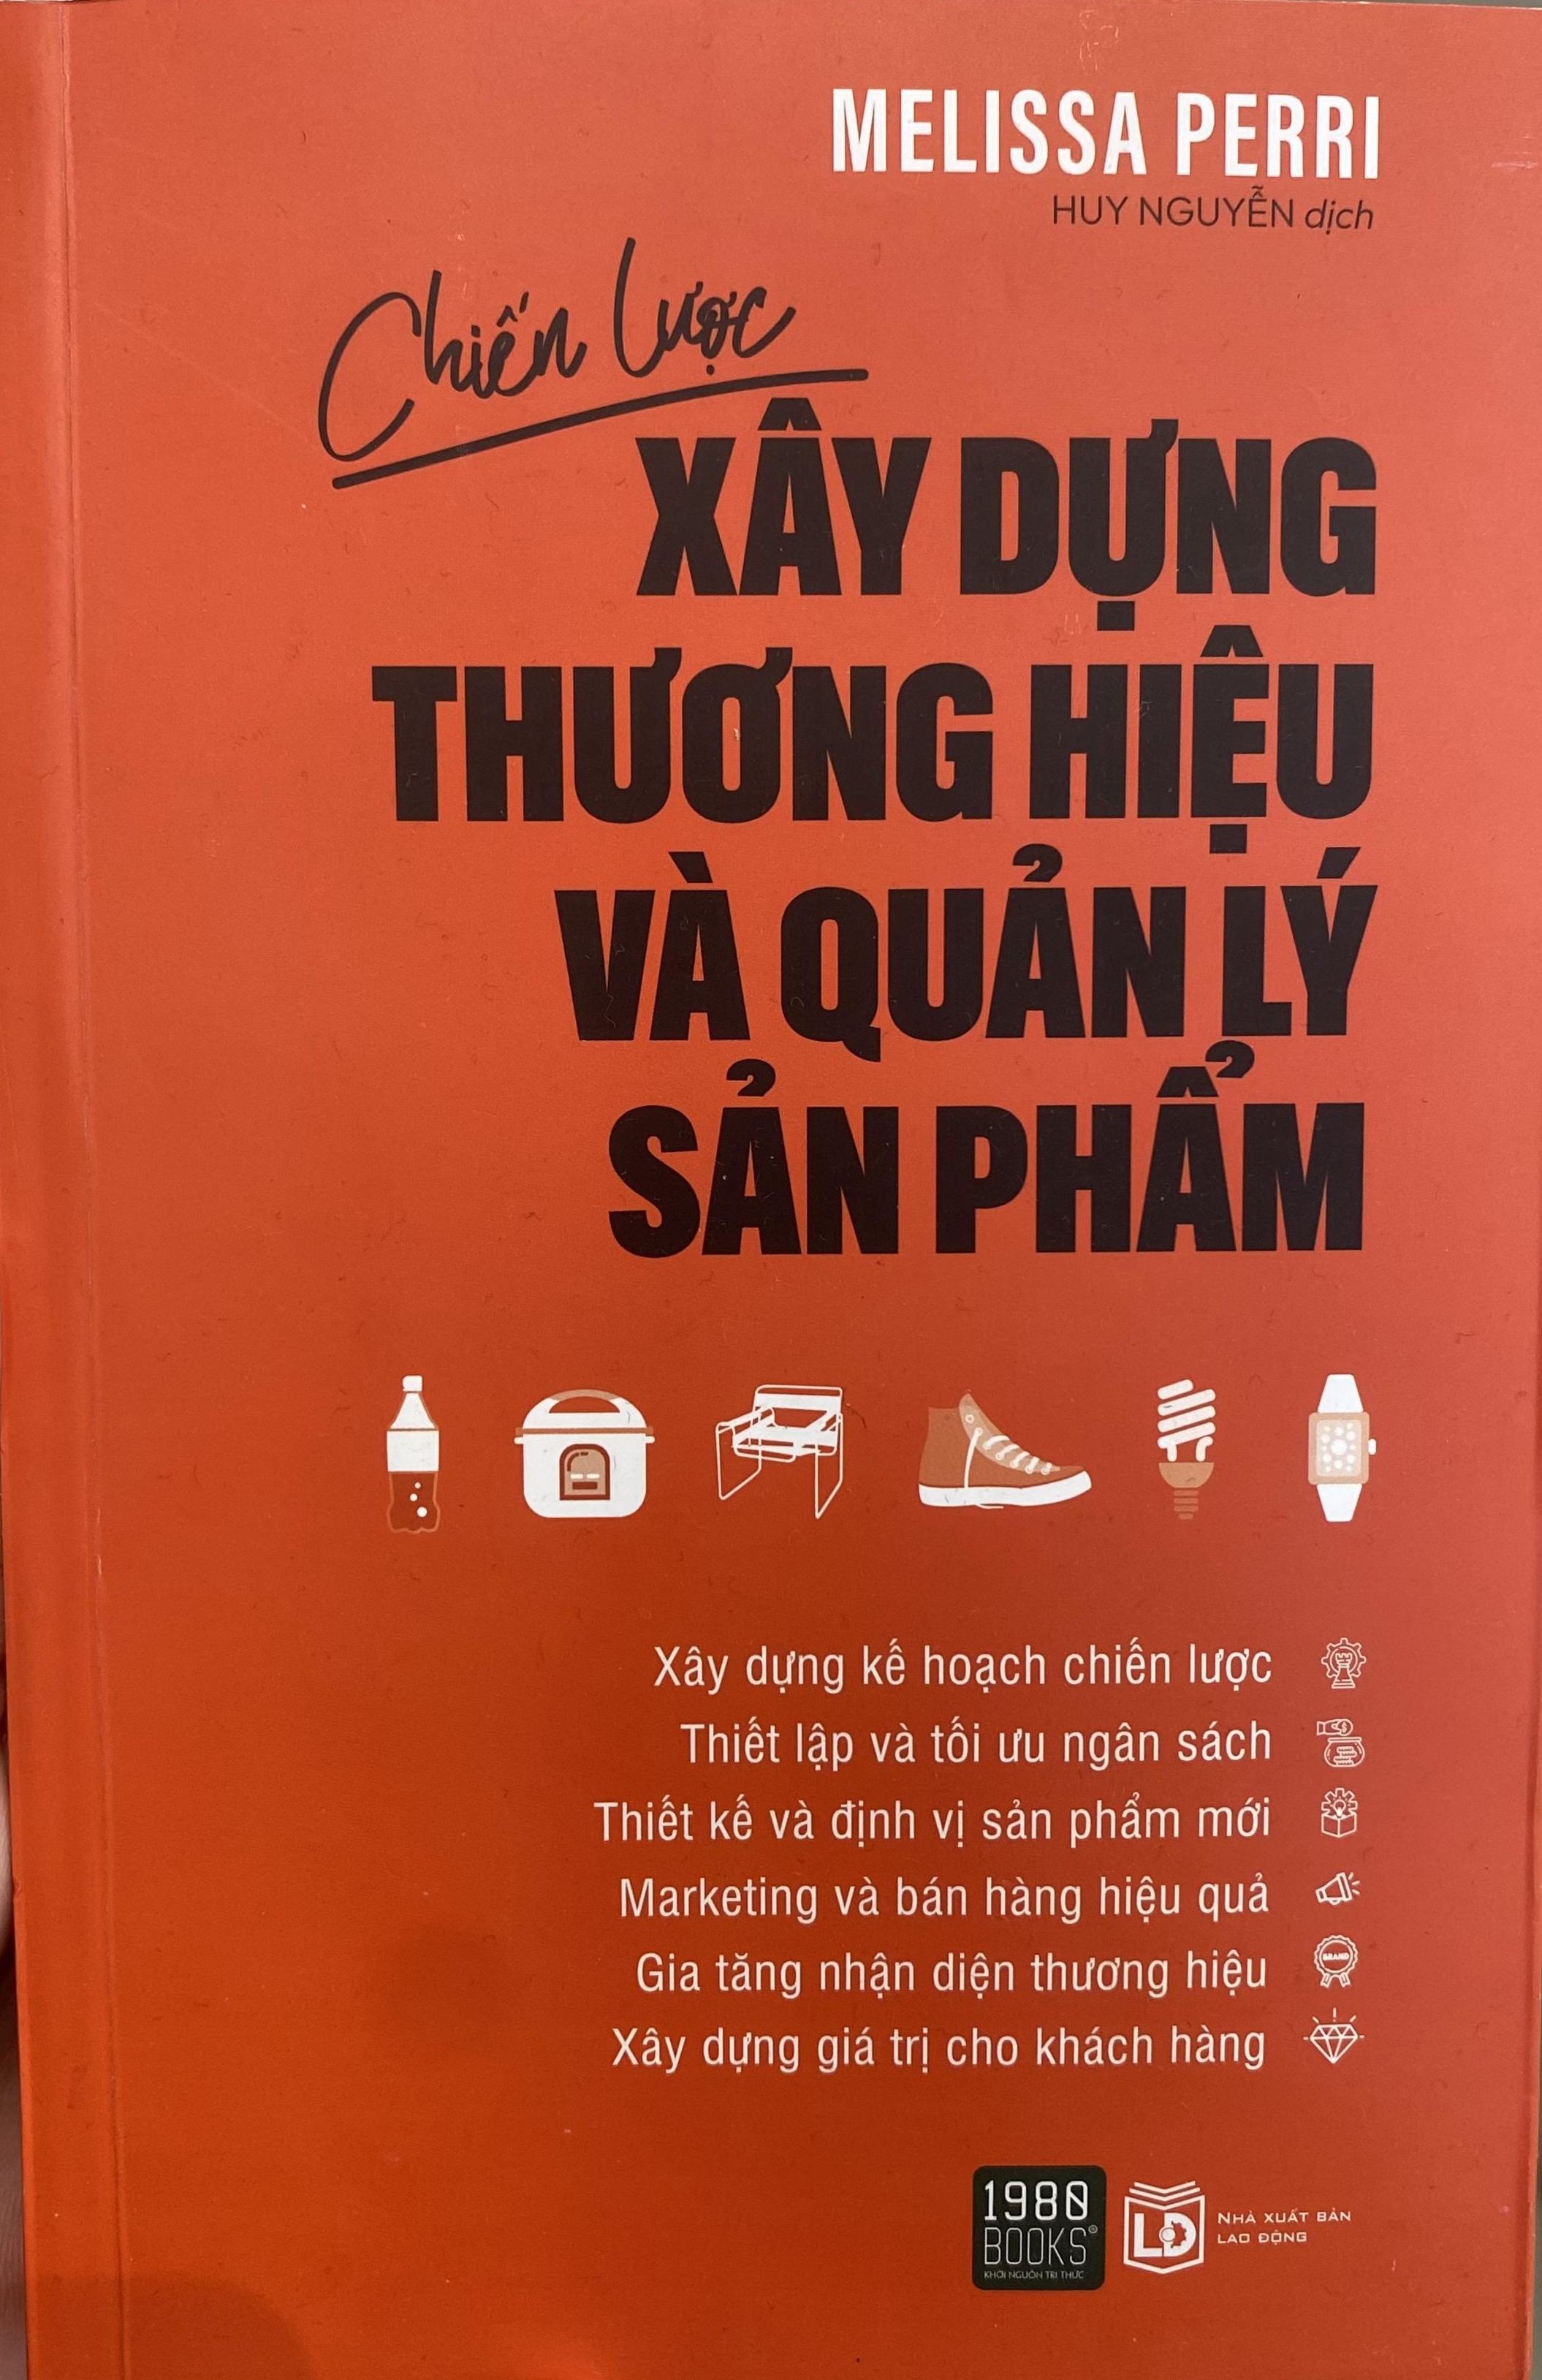 MELISSA PERRI
HUY NGUYỄN dịch
Chiến lược
XÂY DỰNG
THƯƠNG HIỆU
VÀ QUẢN LÝ
SẢN PHẨM
Xây dựng kế hoạch chiến lược
Thiết lập và tối ưu ngân sách
Thiết kế và định vị sản phẩm mới
Marketing và bán hàng hiệu quả
Gia tăng nhận diện thương hiệu
BRAND
Xây dựng giá trị cho khách hàng
1980
BOOKS®
KHƠI NGUỒN TRI THỨC
LĐ
NHÀ XUẤT BẢN
LAO ĐỘNG